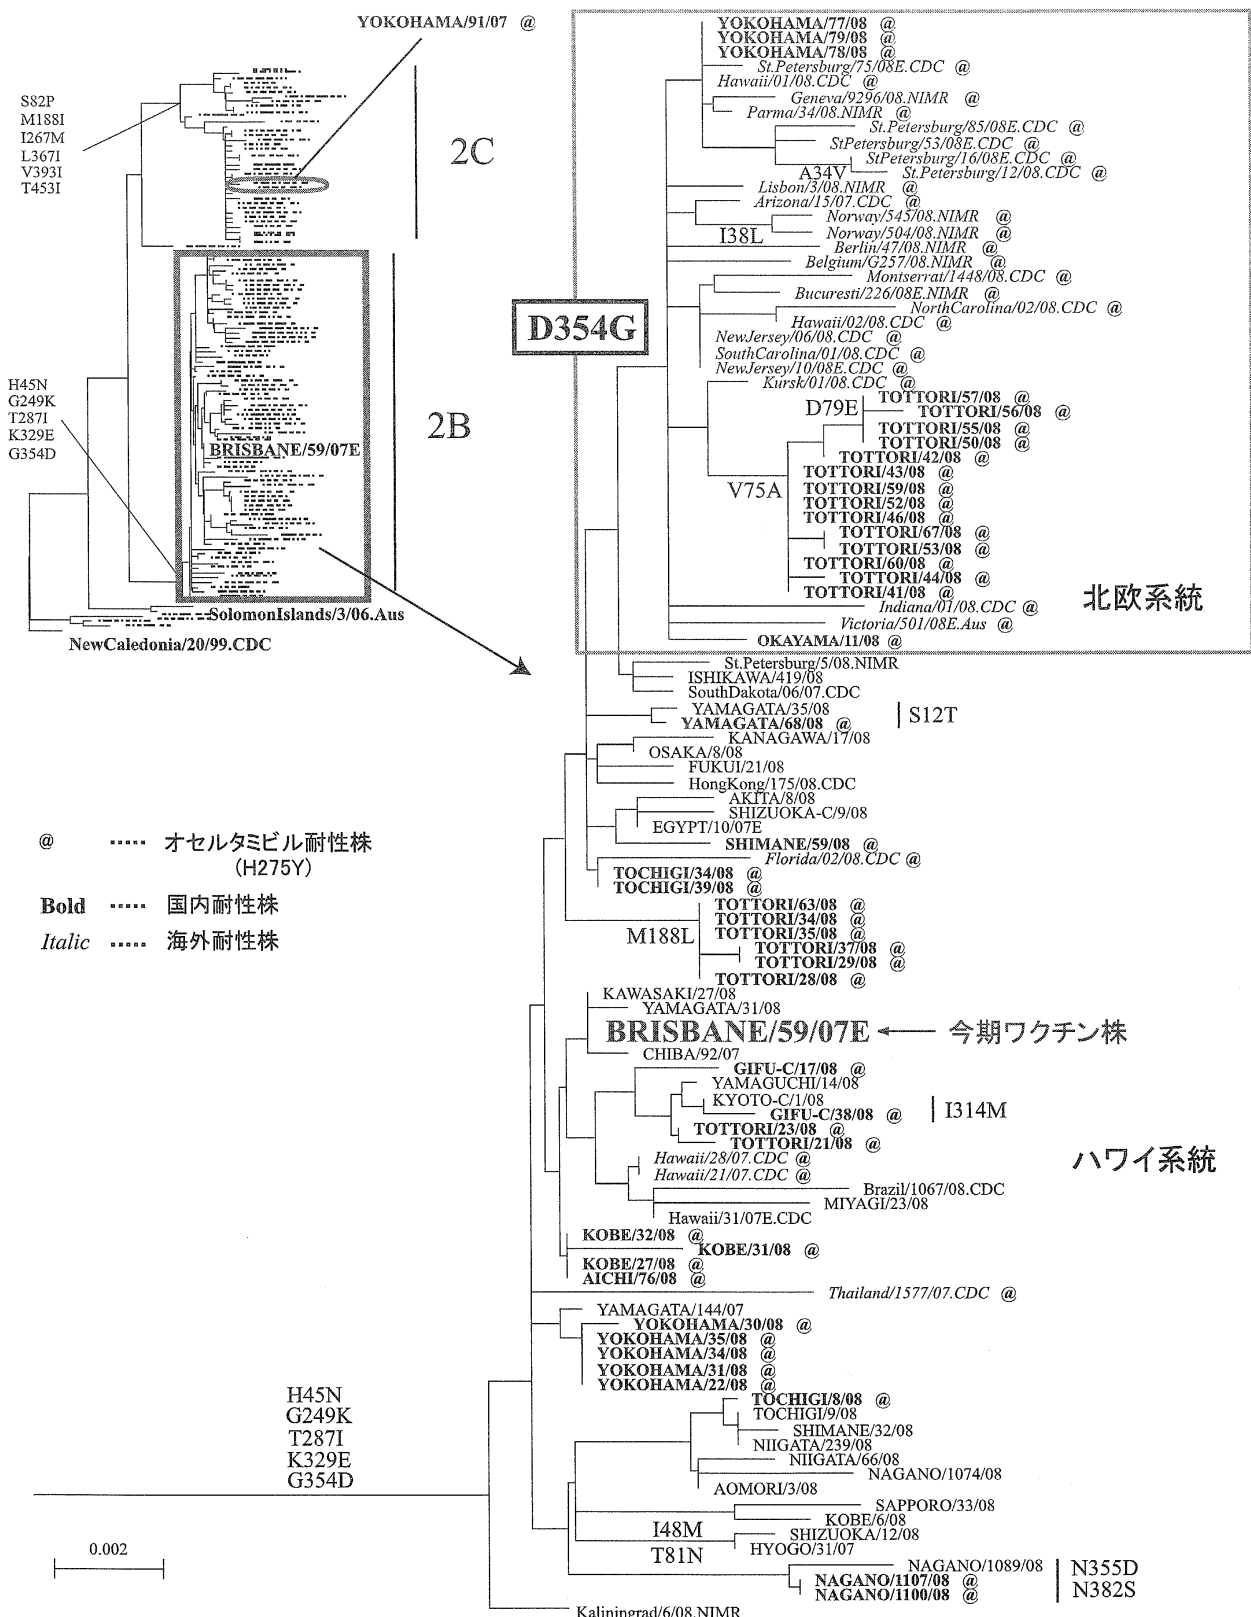 YOKOHAMA/91/07 @
S82P
M188I
I267M
L367I
V393I
T453I
2C
H45N
G249K
T287I
K329E
G354D
2B
BRISBANE/59/07E
SolomonIslands/3/06.Aus
NewCaledonia/20/99.CDC
@ ····· オセルタミビル耐性株
(H275Y)
Bold ····· 国内耐性株
Italic ····· 海外耐性株
H45N
G249K
T287I
K329E
G354D
0.002
D354G
YOKOHAMA/77/08 @
YOKOHAMA/79/08 @
YOKOHAMA/78/08 @
St.Petersburg/75/08E.CDC @
Hawaii/01/08.CDC @
Geneva/9296/08.NIMR @
Parma/34/08.NIMR @
St.Petersburg/85/08E.CDC @
StPetersburg/53/08E.CDC @
StPetersburg/16/08E.CDC @
A34V
St.Petersburg/12/08.CDC @
Lisbon/3/08.NIMR @
Arizona/15/07.CDC @
Norway/545/08.NIMR @
I38L
Norway/504/08.NIMR @
Berlin/47/08.NIMR @
Belgium/G257/08.NIMR @
Montserrat/1448/08.CDC @
Bucuresti/226/08E.NIMR @
NorthCarolina/02/08.CDC @
Hawaii/02/08.CDC @
NewJersey/06/08.CDC @
SouthCarolina/01/08.CDC @
NewJersey/10/08E.CDC @
Kursk/01/08.CDC @
TOTTORI/57/08 @
D79E
TOTTORI/56/08 @
TOTTORI/55/08 @
TOTTORI/50/08 @
TOTTORI/42/08 @
TOTTORI/43/08 @
V75A
TOTTORI/59/08 @
TOTTORI/52/08 @
TOTTORI/46/08 @
TOTTORI/67/08 @
TOTTORI/53/08 @
TOTTORI/60/08 @
TOTTORI/44/08 @
TOTTORI/41/08 @
北欧系統
Indiana/01/08.CDC @
Victoria/501/08E.Aus @
OKAYAMA/11/08 @
St.Petersburg/5/08.NIMR
ISHIKAWA/419/08
SouthDakota/06/07.CDC
YAMAGATA/35/08
YAMAGATA/68/08 @
S12T
KANAGAWA/17/08
OSAKA/8/08
FUKUI/21/08
HongKong/175/08.CDC
AKITA/8/08
SHIZUOKA-C/9/08
EGYPT/10/07E
SHIMANE/59/08 @
Florida/02/08.CDC @
TOCHIGI/34/08 @
TOCHIGI/39/08 @
TOTTORI/63/08 @
TOTTORI/34/08 @
M188L
TOTTORI/35/08 @
TOTTORI/37/08 @
TOTTORI/29/08 @
TOTTORI/28/08 @
KAWASAKI/27/08
YAMAGATA/31/08
BRISBANE/59/07E 今期ワクチン株
CHIBA/92/07
GIFU-C/17/08 @
YAMAGUCHI/14/08
KYOTO-C/1/08
GIFU-C/38/08 @
I314M
TOTTORI/23/08 @
TOTTORI/21/08 @
Hawaii/28/07.CDC @
Hawaii/21/07.CDC @
ハワイ系統
Brazil/1067/08.CDC
MIYAGI/23/08
Hawaii/31/07E.CDC
KOBE/32/08 @
KOBE/31/08 @
KOBE/27/08 @
AICHI/76/08 @
Thailand/1577/07.CDC @
YAMAGATA/144/07
YOKOHAMA/30/08 @
YOKOHAMA/35/08 @
YOKOHAMA/34/08 @
YOKOHAMA/31/08 @
YOKOHAMA/22/08 @
TOCHIGI/8/08 @
TOCHIGI/9/08
SHIMANE/32/08
NIIGATA/239/08
NIIGATA/66/08
NAGANO/1074/08
AOMORI/3/08
SAPPORO/33/08
KOBE/6/08
I48M
T81N
SHIZUOKA/12/08
HYOGO/31/07
NAGANO/1089/08
NAGANO/1107/08 @
NAGANO/1100/08 @
N355D
N382S
Kaliningrad/6/08.NIMR